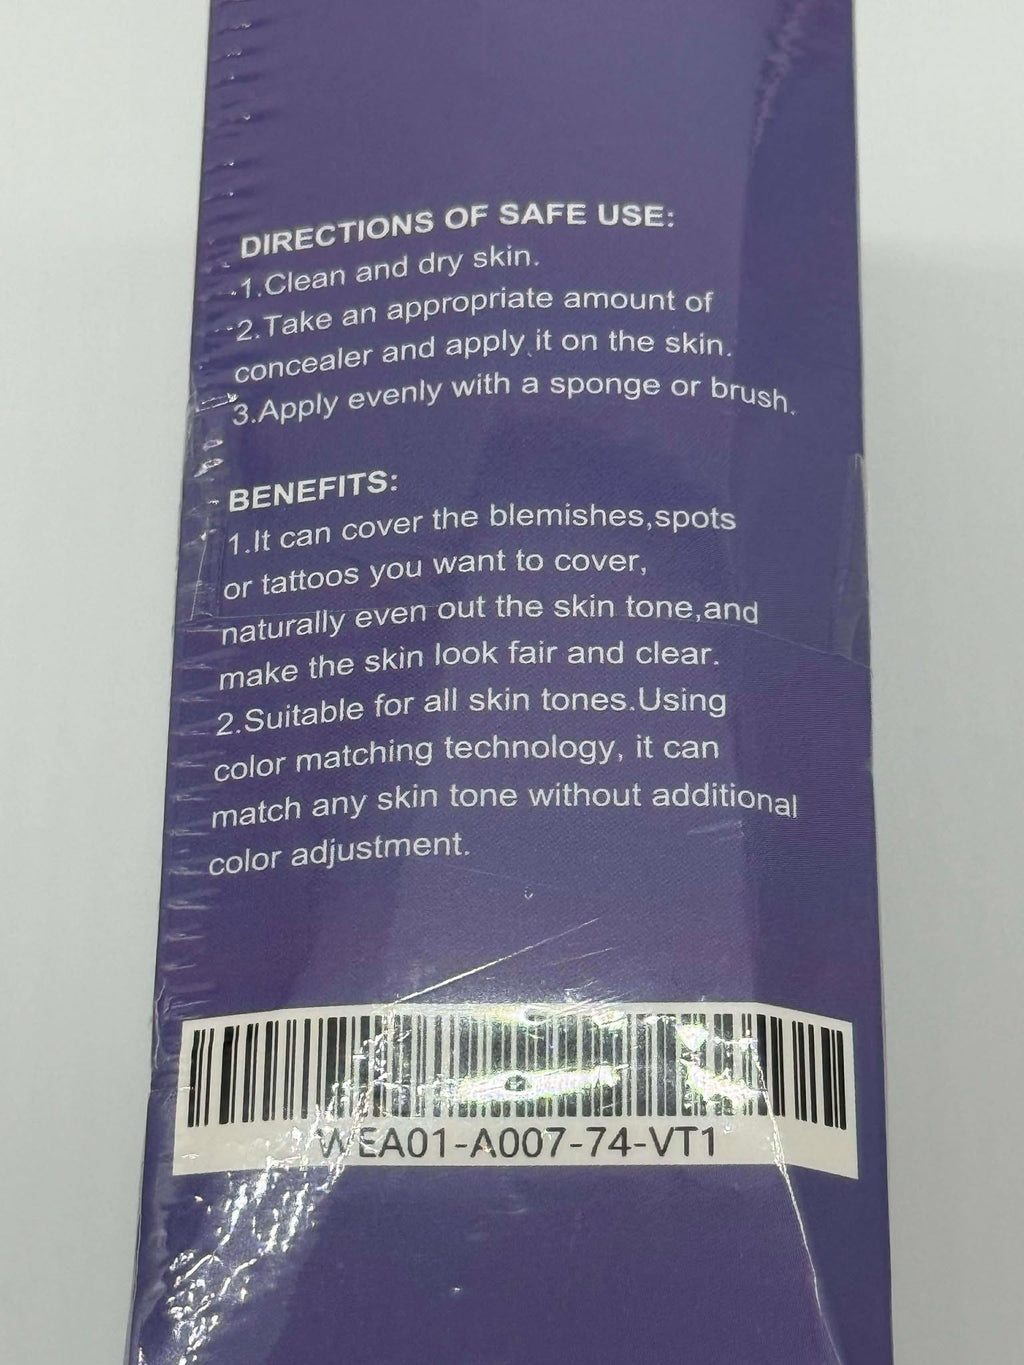 DIRECTIONS OF SAFE USE:
1.Clean and dry skin.
2.Take an appropriate amount of
concealer and apply it on the skin.
3.Apply evenly with a sponge or brush.
BENEFITS:
1.It can cover the blemishes,spots
or tattoos you want to cover,
naturally even out the skin tone,and
make the skin look fair and clear.
2.Suitable for all skin tones.Using
color matching technology, it can
match any skin tone without additional
color adjustment.
WEA01-A007-74-VT1